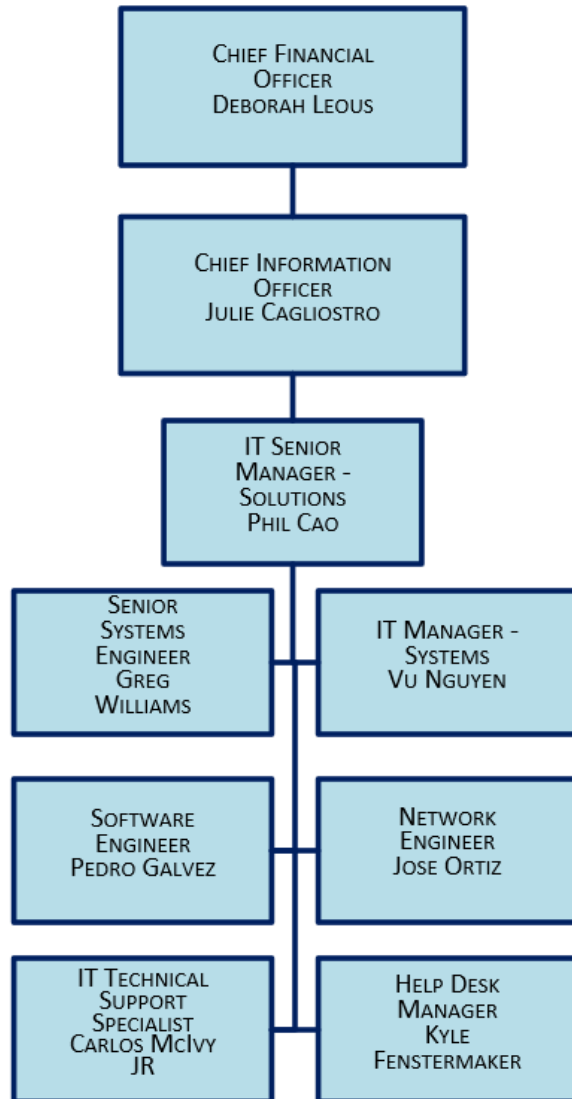 Chief Financial
Officer
Deborah Leous
Chief Information
Officer
Julie Cagliostro
IT Senior
Manager -
Solutions
Phil Cao
Senior
Systems
Engineer
Greg
Williams
IT Manager -
Systems
Vu Nguyen
Software
Engineer
Pedro Galvez
Network
Engineer
Jose Ortiz
IT Technical
Support
Specialist
Carlos McIvy
JR
Help Desk
Manager
Kyle
Fenstermaker